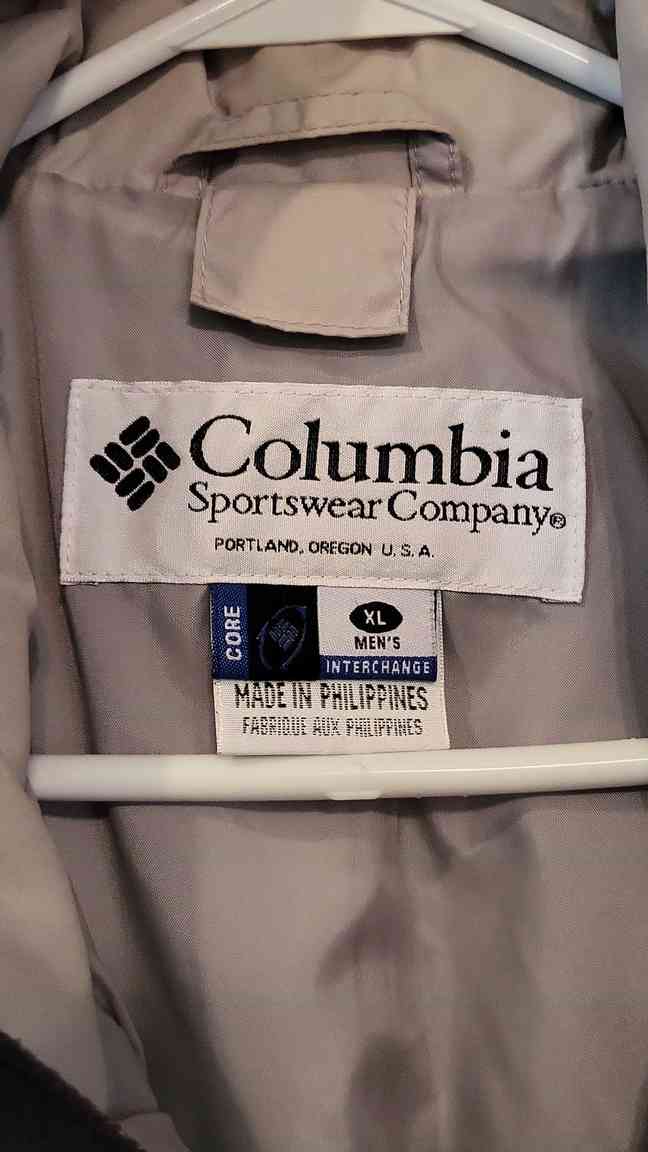 Columbia
Sportswear Company®
PORTLAND, OREGON U.S.A.
CORE
XL
MEN'S
INTERCHANGE
MADE IN PHILIPPINES
FABRIQUE AUX PHILIPPINES